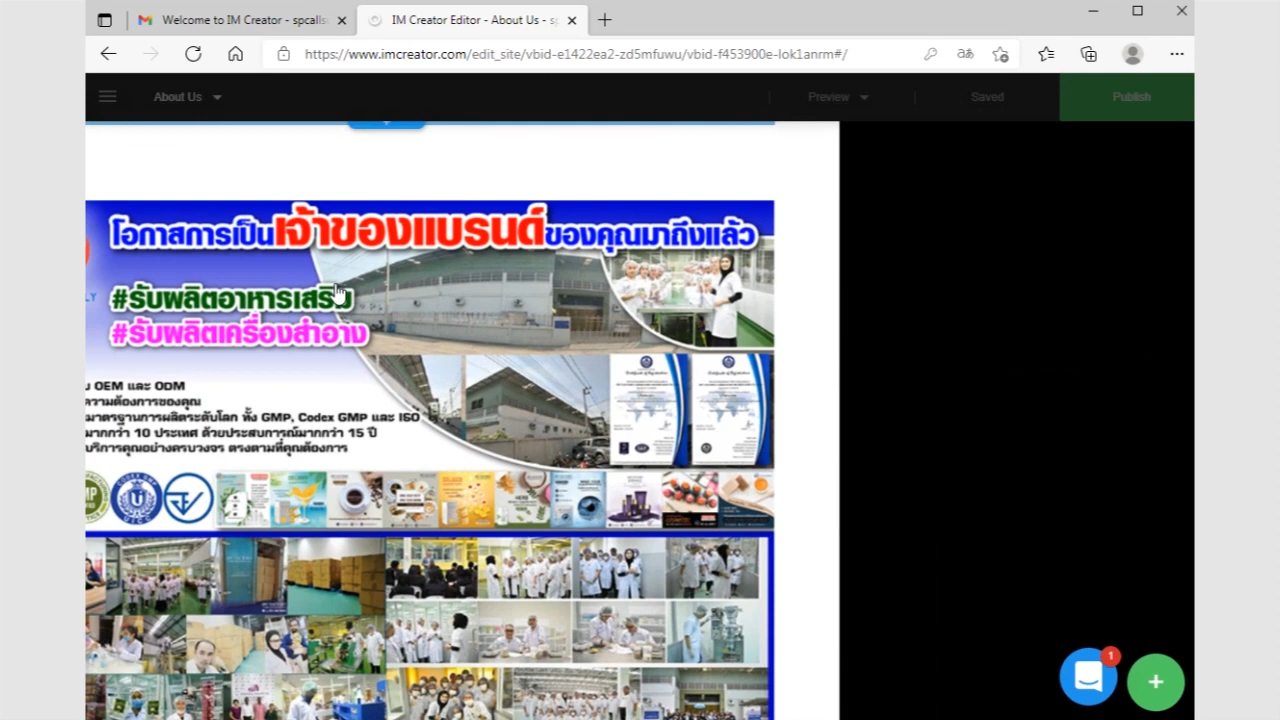 Welcome to IM Creator - spcalls
IM Creator Editor - About Us - sp
https://www.imcreator.com/edit_site/vbid-e1422ea2-zd5mfuwu/vbid-f453900e-lok1anrm#/
About Us
Preview
Saved
Publish
โอกาสการเป็นเจ้าของแบรนด์ของคุณมาถึงแล้ว
LY
#รับผลิตอาหารเสริม
#รับผลิตเครื่องสำอาง
บ OEM และ ODM
ความต้องการของคุณ
มาตรฐานการผลิตระดับโลก ทั้ง GMP, Codex GMP และ ISO
มากกว่า 10 ประเทศ ด้วยประสบการณ์มากกว่า 15 ปี
บริการคุณอย่างครบวงจร ตรงตามที่คุณต้องการ
MP
1